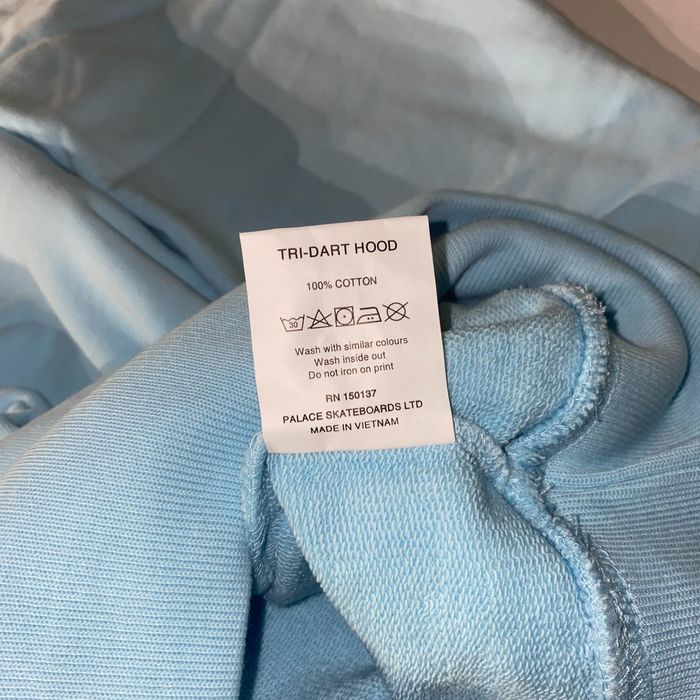 TRI-DART HOOD
100% COTTON
30
Wash with similar colours
Wash inside out
Do not iron on print
RN 150137
PALACE SKATEBOARDS LTD
MADE IN VIETNAM